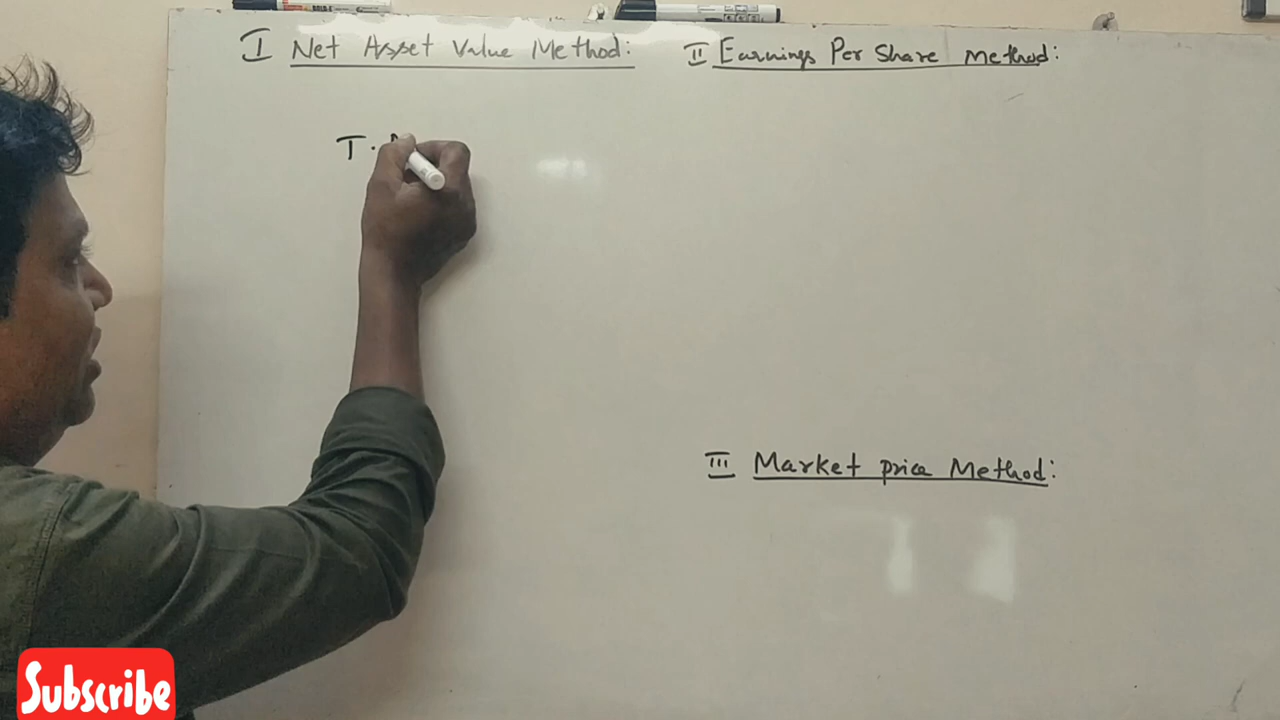 I Net Asset Value Method:
II Earnings Per Share Method:
T.
III Market price Method:
Subscribe